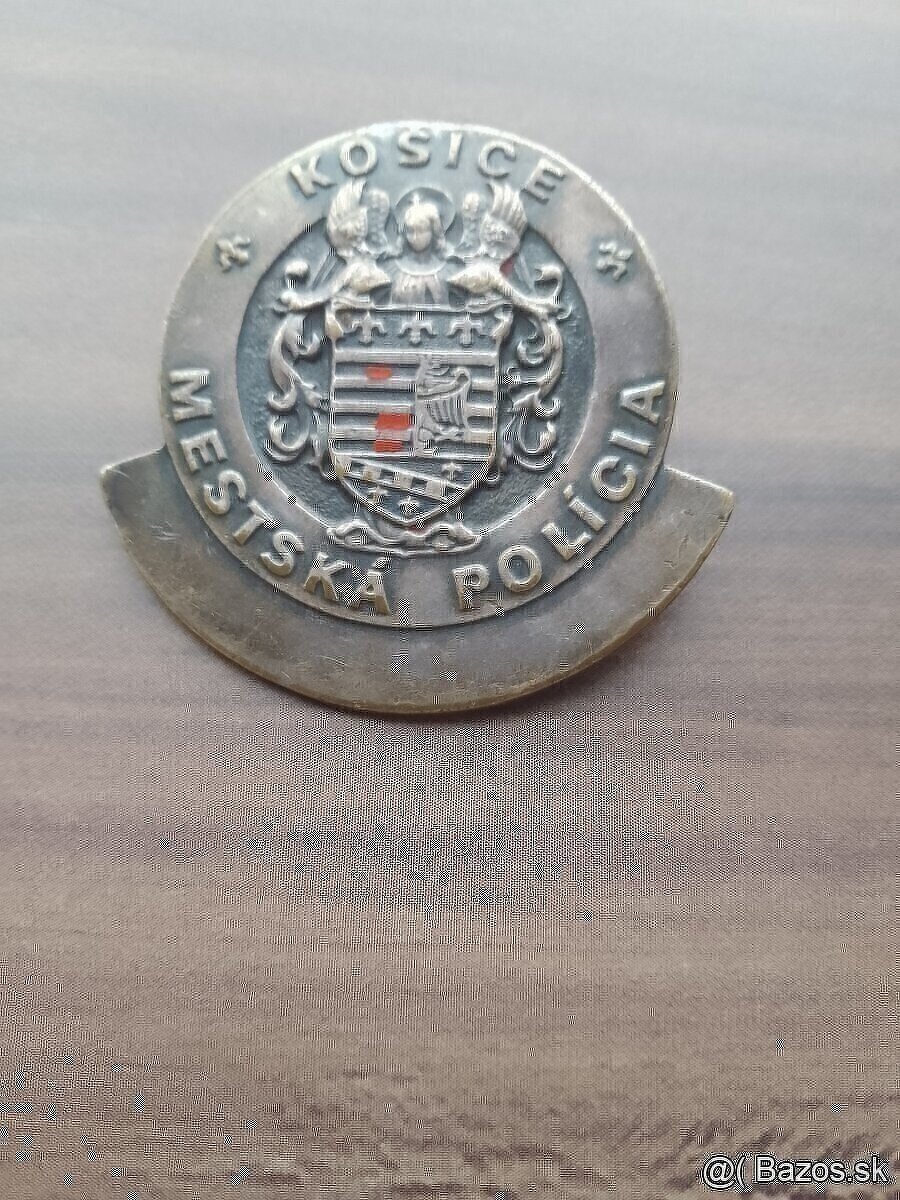 KOŠICE
MESTSKÁ POLÍCIA
@( Bazos.sk